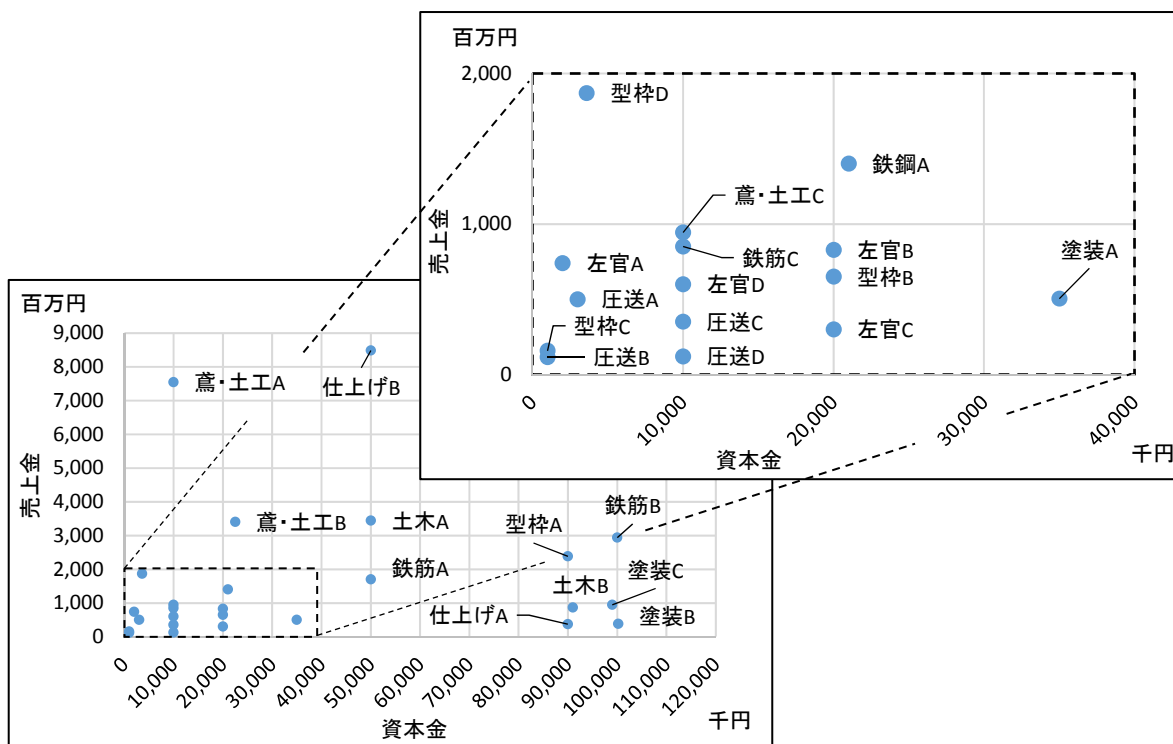 百万円
2,000
1,000
0
売上金
型枠D
鉄鋼A
鳶・土工C
鉄筋C
左官A
左官B
塗装A
左官D
型枠B
圧送A
型枠C
圧送C
左官C
圧送B
圧送D
0
10,000
20,000
30,000
40,000
資本金
千円
百万円
9,000
8,000
7,000
6,000
5,000
4,000
3,000
2,000
1,000
0
売上金
鳶・土工A
仕上げB
鳶・土工B
土木A
型枠A
鉄筋B
鉄筋A
土木B
塗装C
仕上げA
塗装B
0
10,000
20,000
30,000
40,000
50,000
60,000
70,000
80,000
90,000
100,000
110,000
120,000
資本金
千円